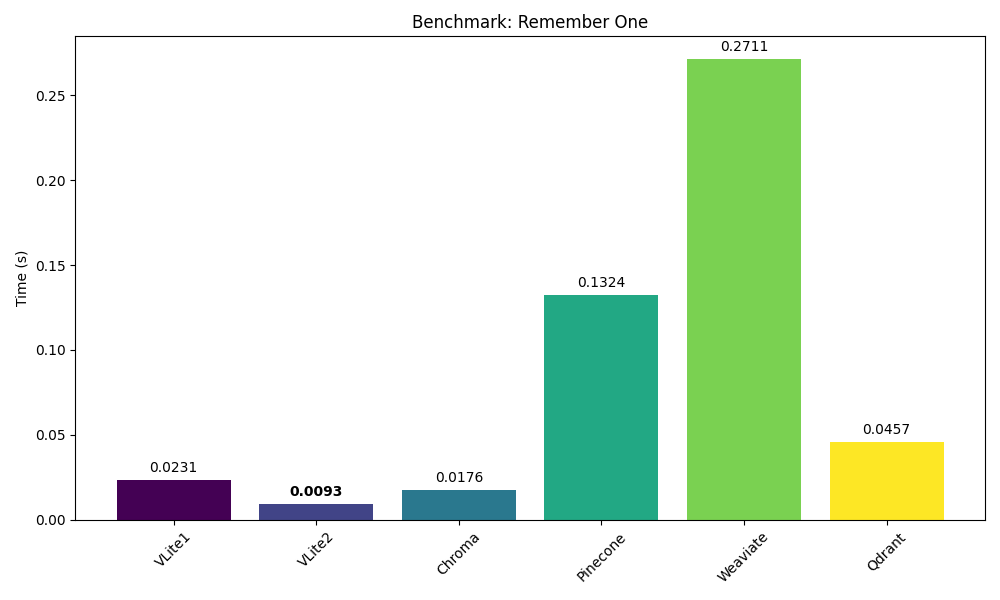 Benchmark: Remember One
0.2711
0.25
0.20
0.15
Time (s)
0.1324
0.10
0.05
0.0457
0.0231
0.0176
0.0093
0.00
VLite1
VLite2
Chroma
Pinecone
Weaviate
Qdrant